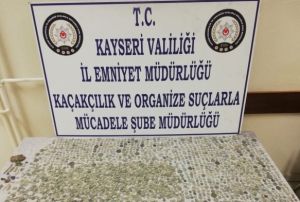 T.C.
KAYSERİ VALİLİĞİ
İL EMNİYET MÜDÜRLÜĞÜ
KAÇAKÇILIK VE ORGANİZE SUÇLARLA
MÜCADELE ŞUBE MÜDÜRLÜĞÜ